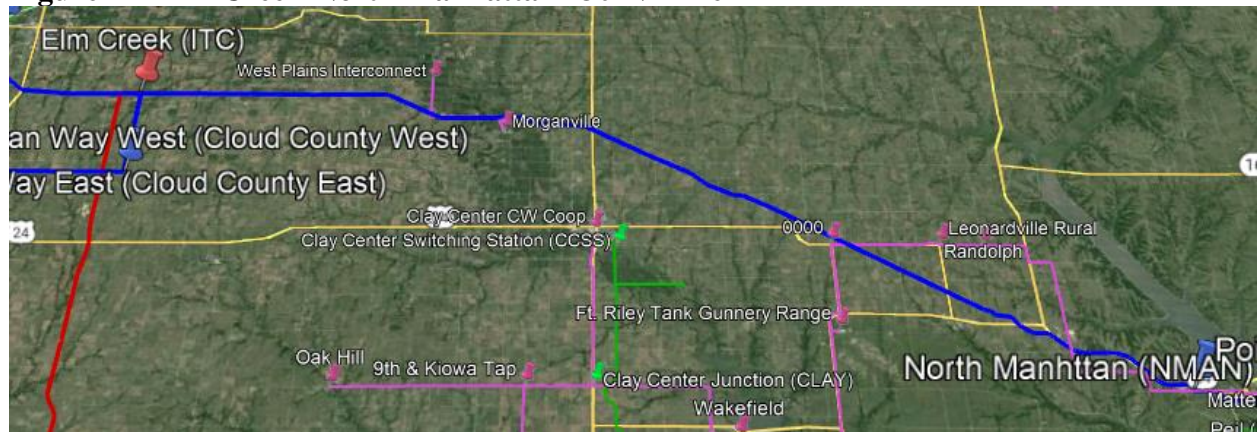 Elm Creek (ITC)
West Plains Interconnect
Morganville
an Way West (Cloud County West)
Way East (Cloud County East)
24
Clay Center CW Coop
Clay Center Switching Station (CCSS)
0000
Leonardville Rural
Randolph
Ft. Riley Tank Gunnery Range
Oak Hill
9th & Kiowa Tap
Clay Center Junction (CLAY)
Wakefield
North Manhttan (NMAN)
Po
Matte